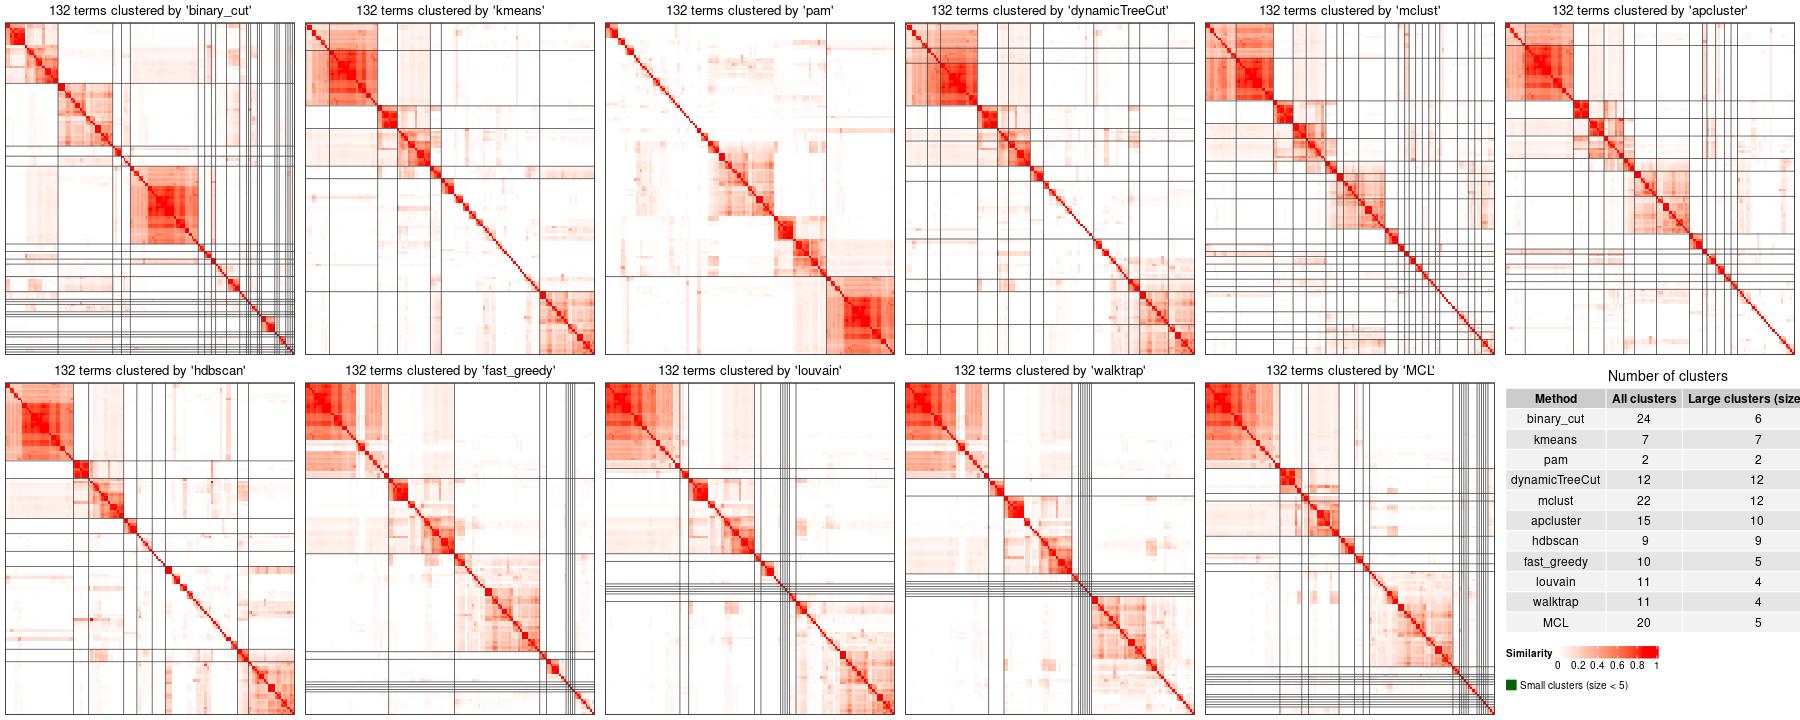 132 terms clustered by 'binary_cut'
132 terms clustered by 'kmeans'
132 terms clustered by 'pam'
132 terms clustered by 'dynamicTreeCut'
132 terms clustered by 'mclust'
132 terms clustered by 'apcluster'
132 terms clustered by 'hdbscan'
132 terms clustered by 'fast_greedy'
132 terms clustered by 'louvain'
132 terms clustered by 'walktrap'
132 terms clustered by 'MCL'
Number of clusters
Method All clusters Large clusters (size
binary_cut 24 6
kmeans 7 7
pam 2 2
dynamicTreeCut 12 12
mclust 22 12
apcluster 15 10
hdbscan 9 9
fast_greedy 10 5
louvain 11 4
walktrap 11 4
MCL 20 5
Similarity
0 0.2 0.4 0.6 0.8 1
Small clusters (size < 5)